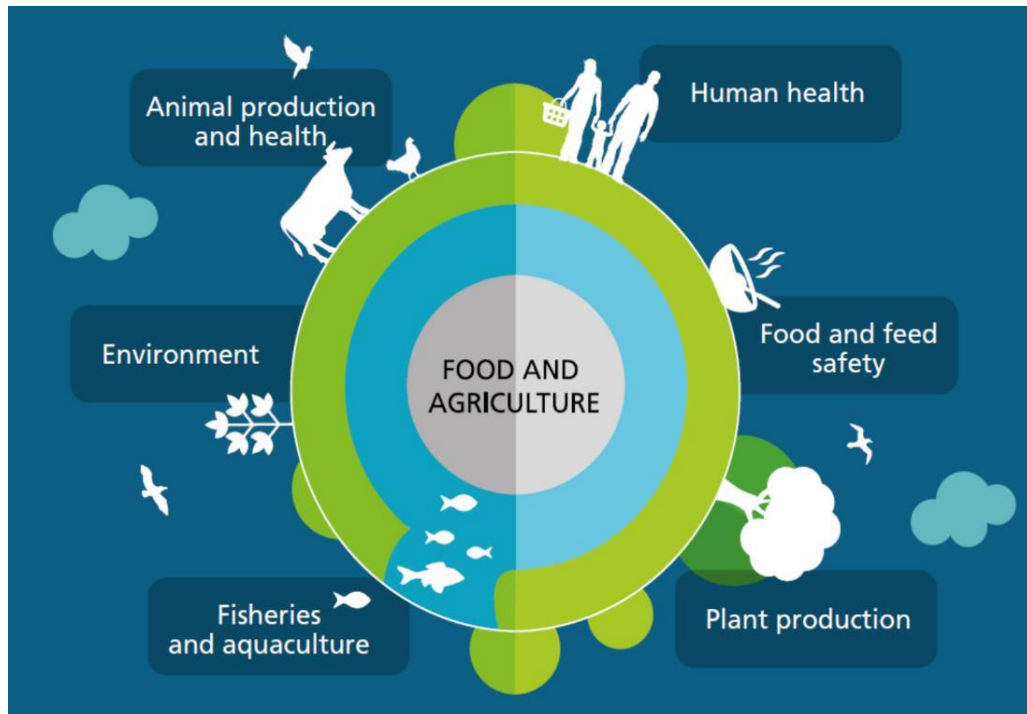 Animal production
and health
Human health
Environment
FOOD AND
AGRICULTURE
Food and feed
safety
Fisheries
and aquaculture
Plant production